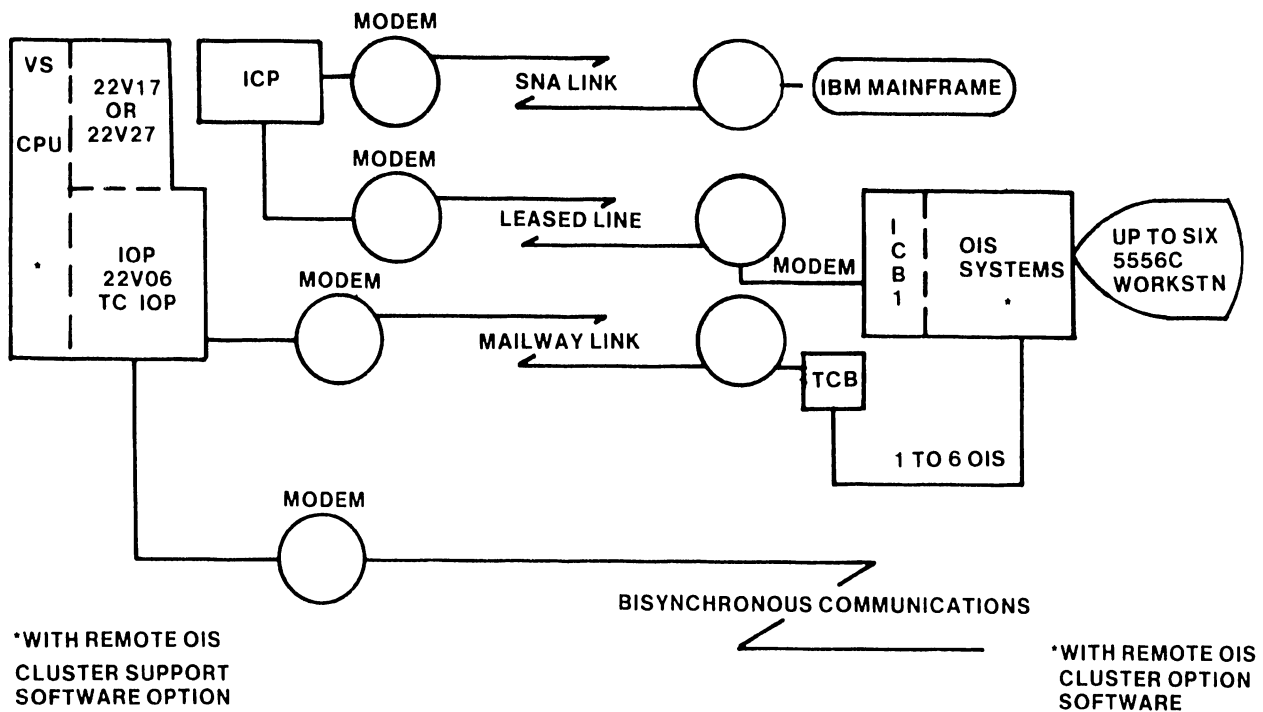 MODEM
VS
CPU
*
22V17
OR
22V27
ICP
SNA LINK
IBM MAINFRAME
MODEM
LEASED LINE
MODEM
I
C
B
1
OIS
SYSTEMS
*
UP TO SIX
5556C
WORKSTN
IOP
22V06
TC IOP
MODEM
MAILWAY LINK
TCB
1 TO 6 OIS
MODEM
BISYNCHRONOUS COMMUNICATIONS
*WITH REMOTE OIS
CLUSTER SUPPORT
SOFTWARE OPTION
*WITH REMOTE OIS
CLUSTER OPTION
SOFTWARE